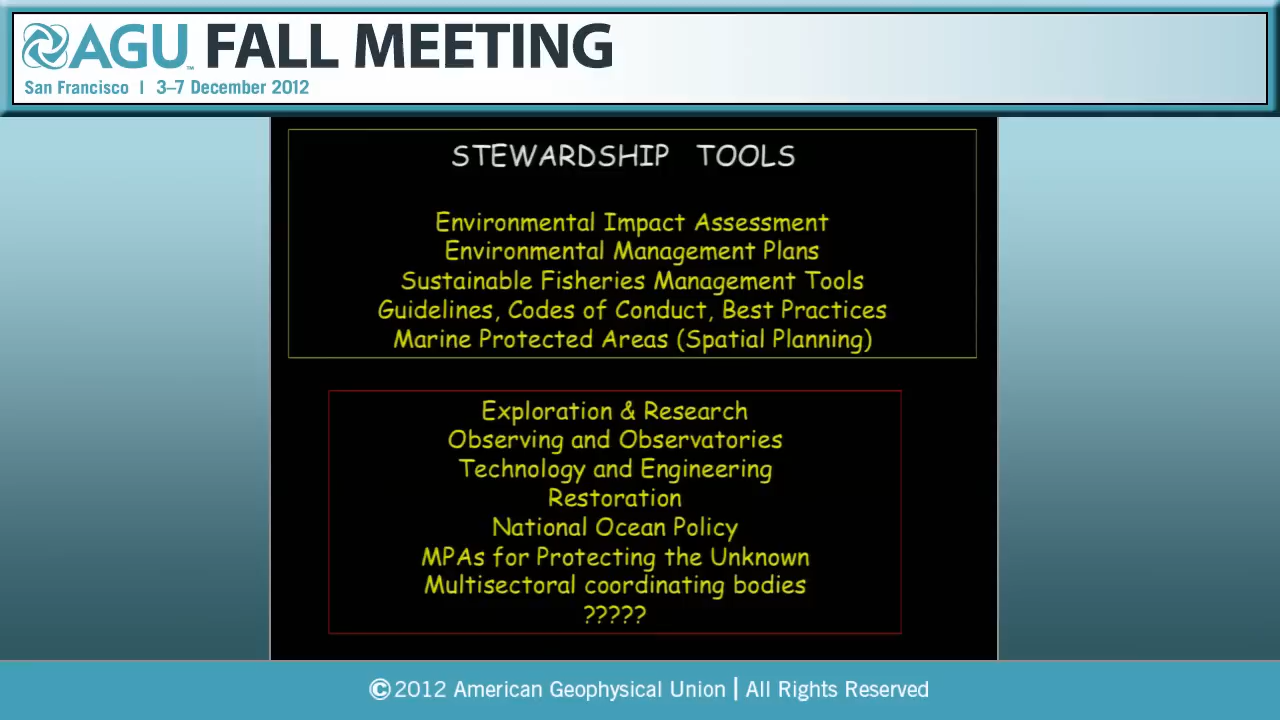 AGU™ FALL MEETING
San Francisco | 3–7 December 2012
STEWARDSHIP TOOLS
Environmental Impact Assessment
Environmental Management Plans
Sustainable Fisheries Management Tools
Guidelines, Codes of Conduct, Best Practices
Marine Protected Areas (Spatial Planning)
Exploration & Research
Observing and Observatories
Technology and Engineering
Restoration
National Ocean Policy
MPAs for Protecting the Unknown
Multisectoral coordinating bodies
?????
©2012 American Geophysical Union | All Rights Reserved